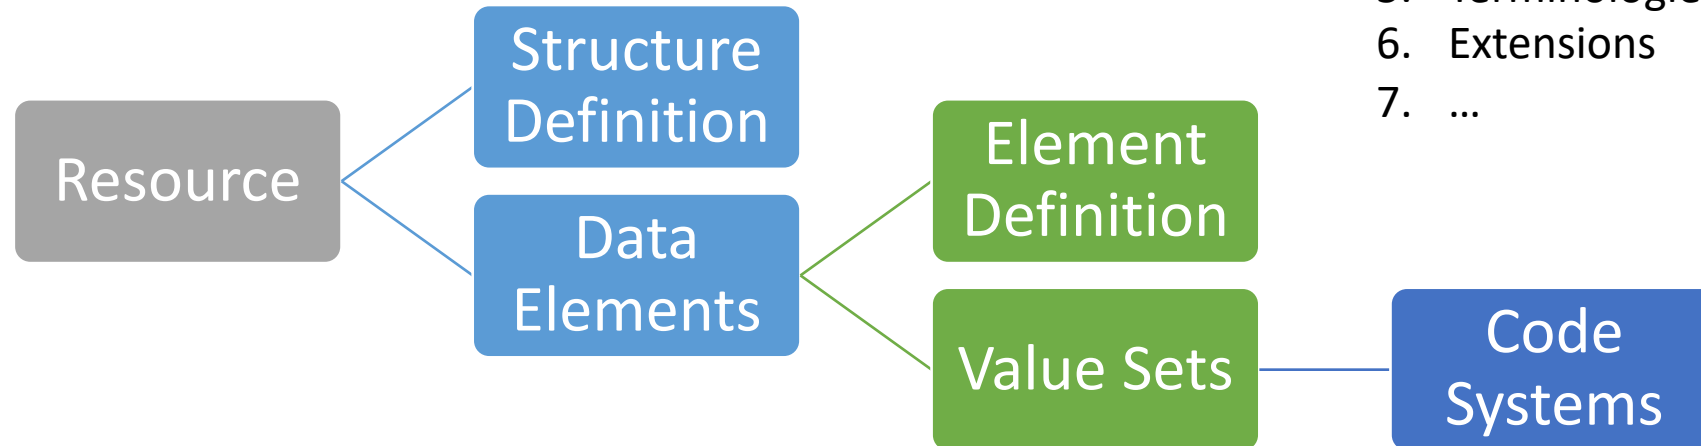 Resource
Structure
Definition
Data
Elements
Element
Definition
Value Sets
Code
Systems
6. Extensions
7. …